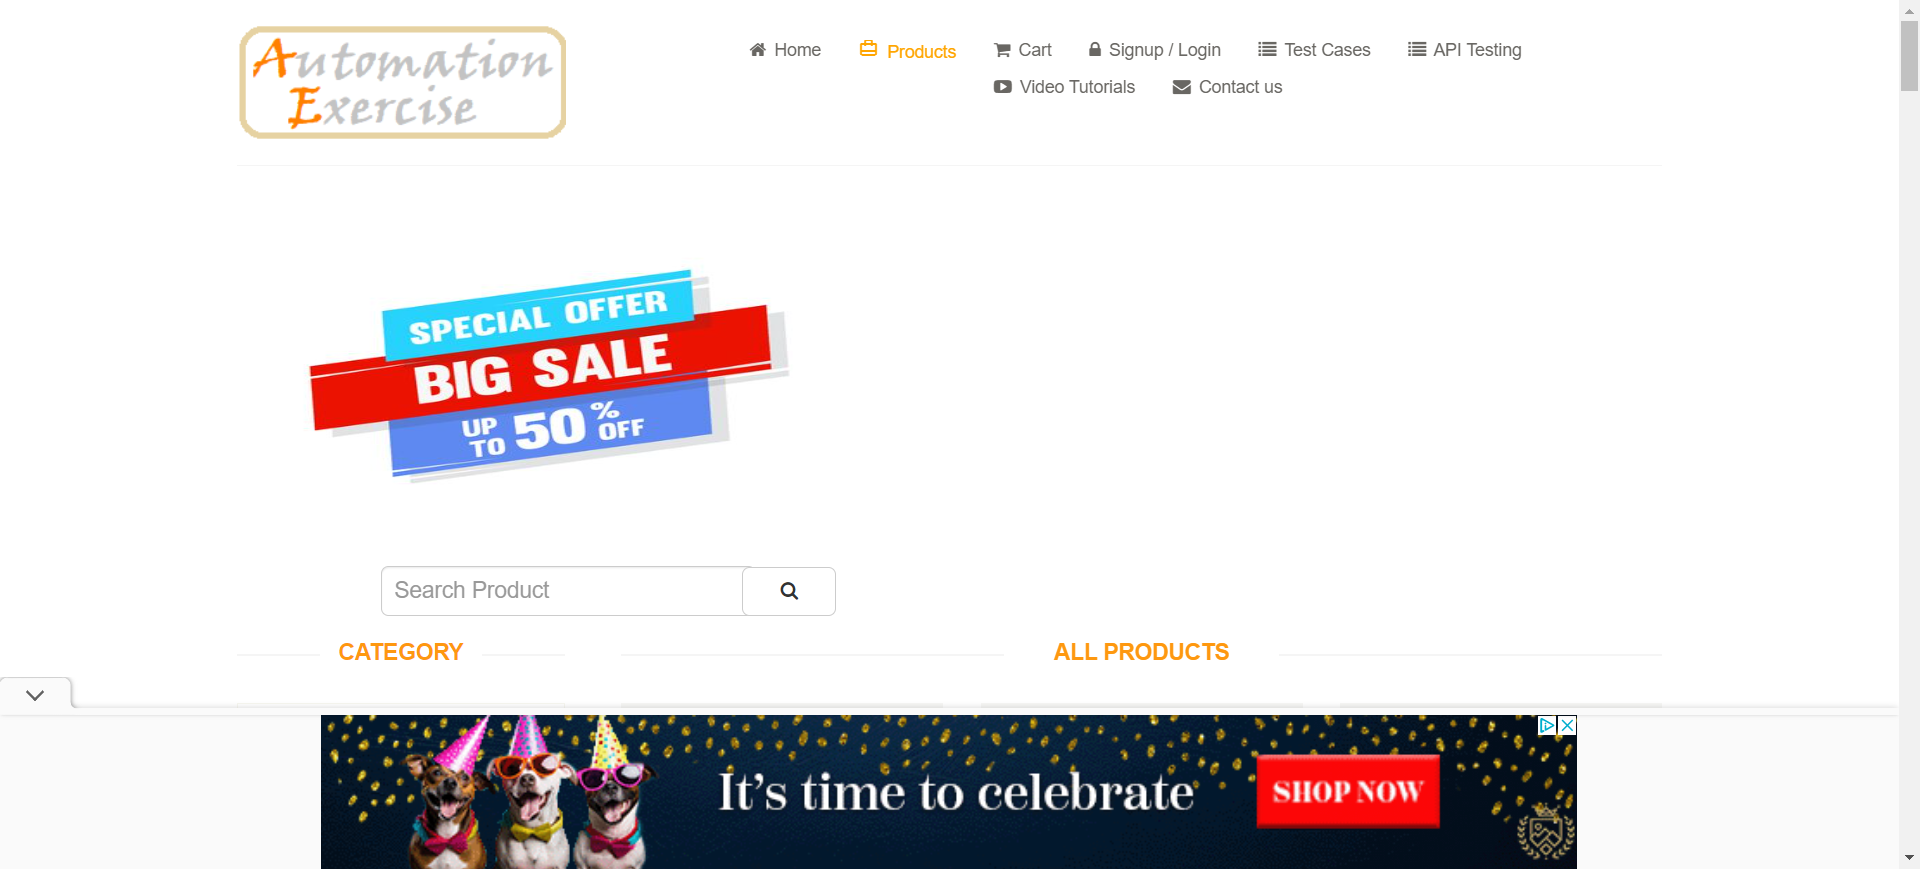 Automation
Exercise
Home
Products
Cart
Signup / Login
Test Cases
API Testing
Video Tutorials
Contact us
SPECIAL OFFER
BIG SALE
UP TO 50% OFF
Search Product
CATEGORY
ALL PRODUCTS
It's time to celebrate
SHOP NOW